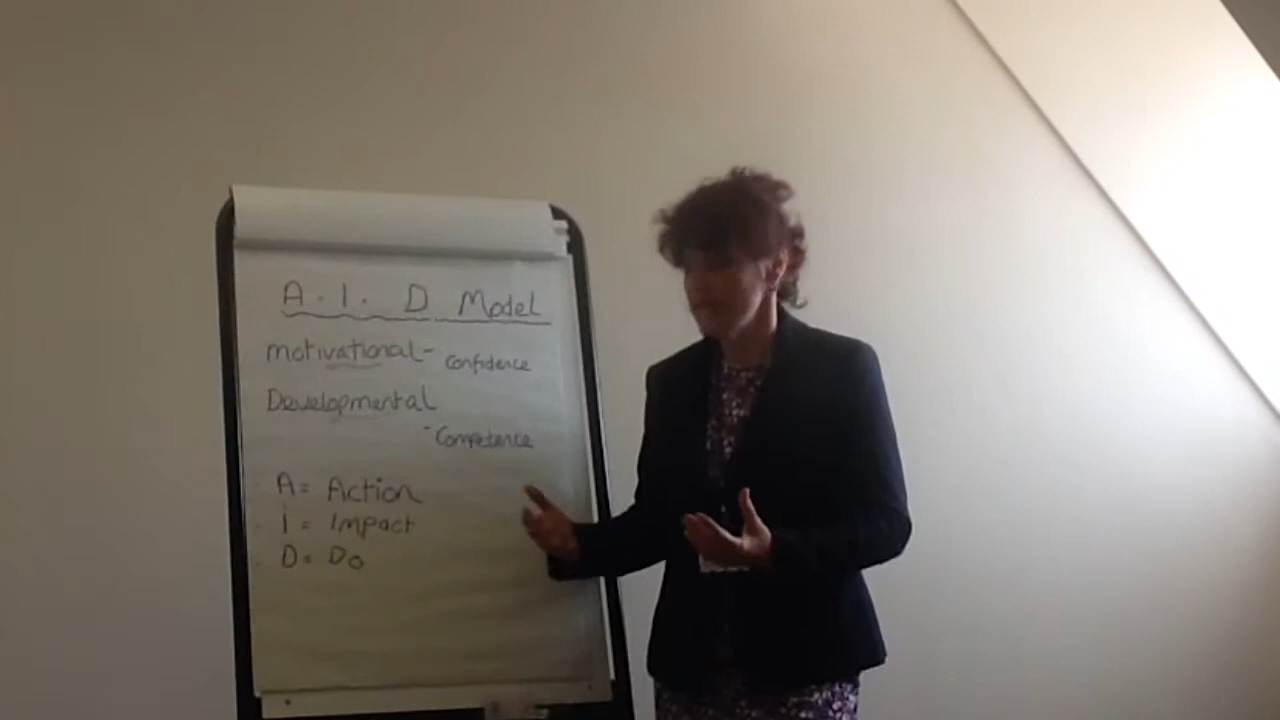 A. I. D Model
Motivational - Confidence
Developmental
- Competence
A = Action
i = Impact
D = Do